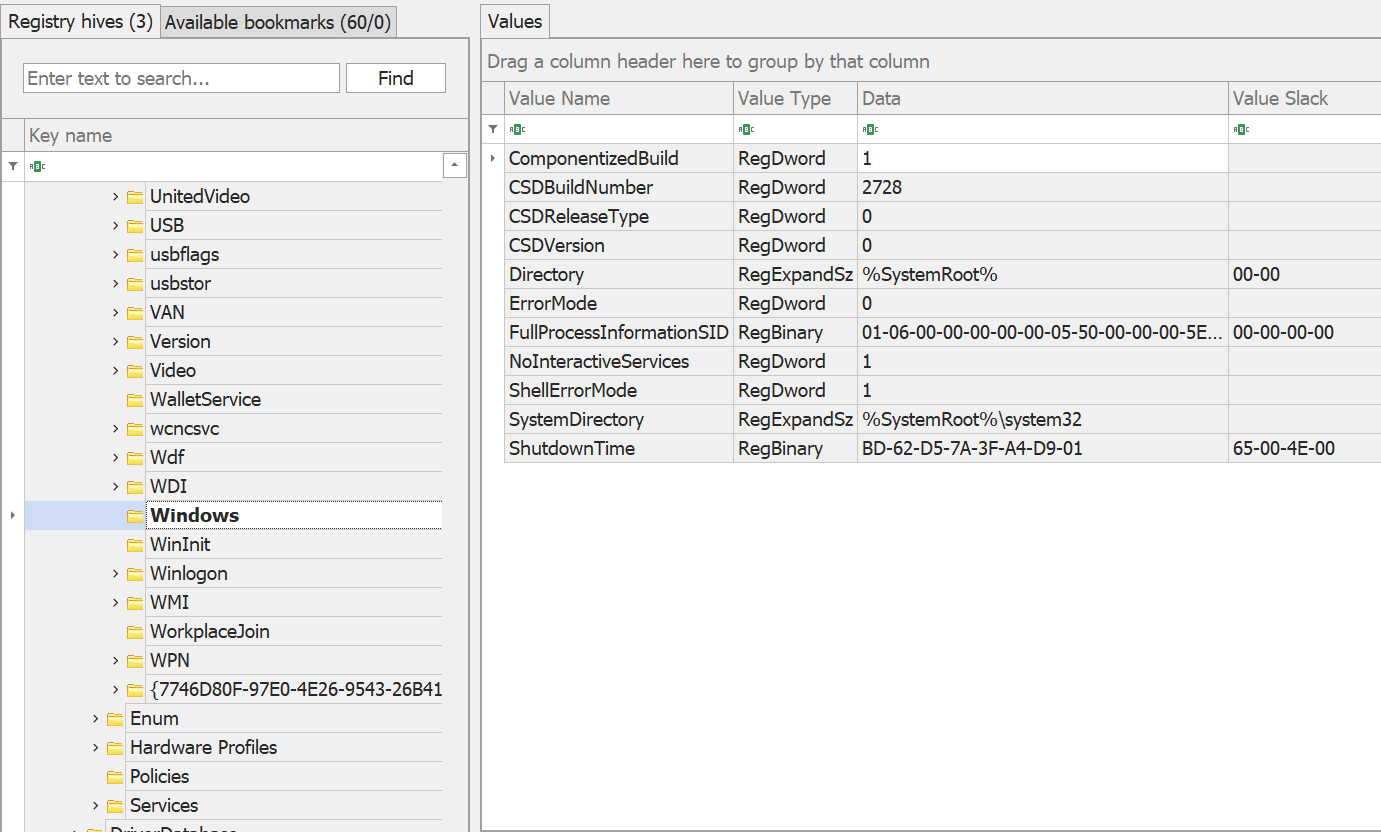 Registry hives (3) Available bookmarks (60/0)
Enter text to search...
Find
Key name
UnitedVideo
USB
usbflags
usbstor
VAN
Version
Video
WalletService
wcncsvc
Wdf
WDI
Windows
WinInit
Winlogon
WMI
WorkplaceJoin
WPN
{7746D80F-97E0-4E26-9543-26B41
Enum
Hardware Profiles
Policies
Services
DriverDatabase
Values
Drag a column header here to group by that column
Value Name Value Type Data Value Slack
ComponentizedBuild RegDword 1
CSDBuildNumber RegDword 2728
CSDReleaseType RegDword 0
CSDVersion RegDword 0
Directory RegExpandSz %SystemRoot% 00-00
ErrorMode RegDword 0
FullProcessInformationSID RegBinary 01-06-00-00-00-00-00-05-50-00-00-00-5E... 00-00-00-00
NoInteractiveServices RegDword 1
ShellErrorMode RegDword 1
SystemDirectory RegExpandSz %SystemRoot%\system32
ShutdownTime RegBinary BD-62-D5-7A-3F-A4-D9-01 65-00-4E-00